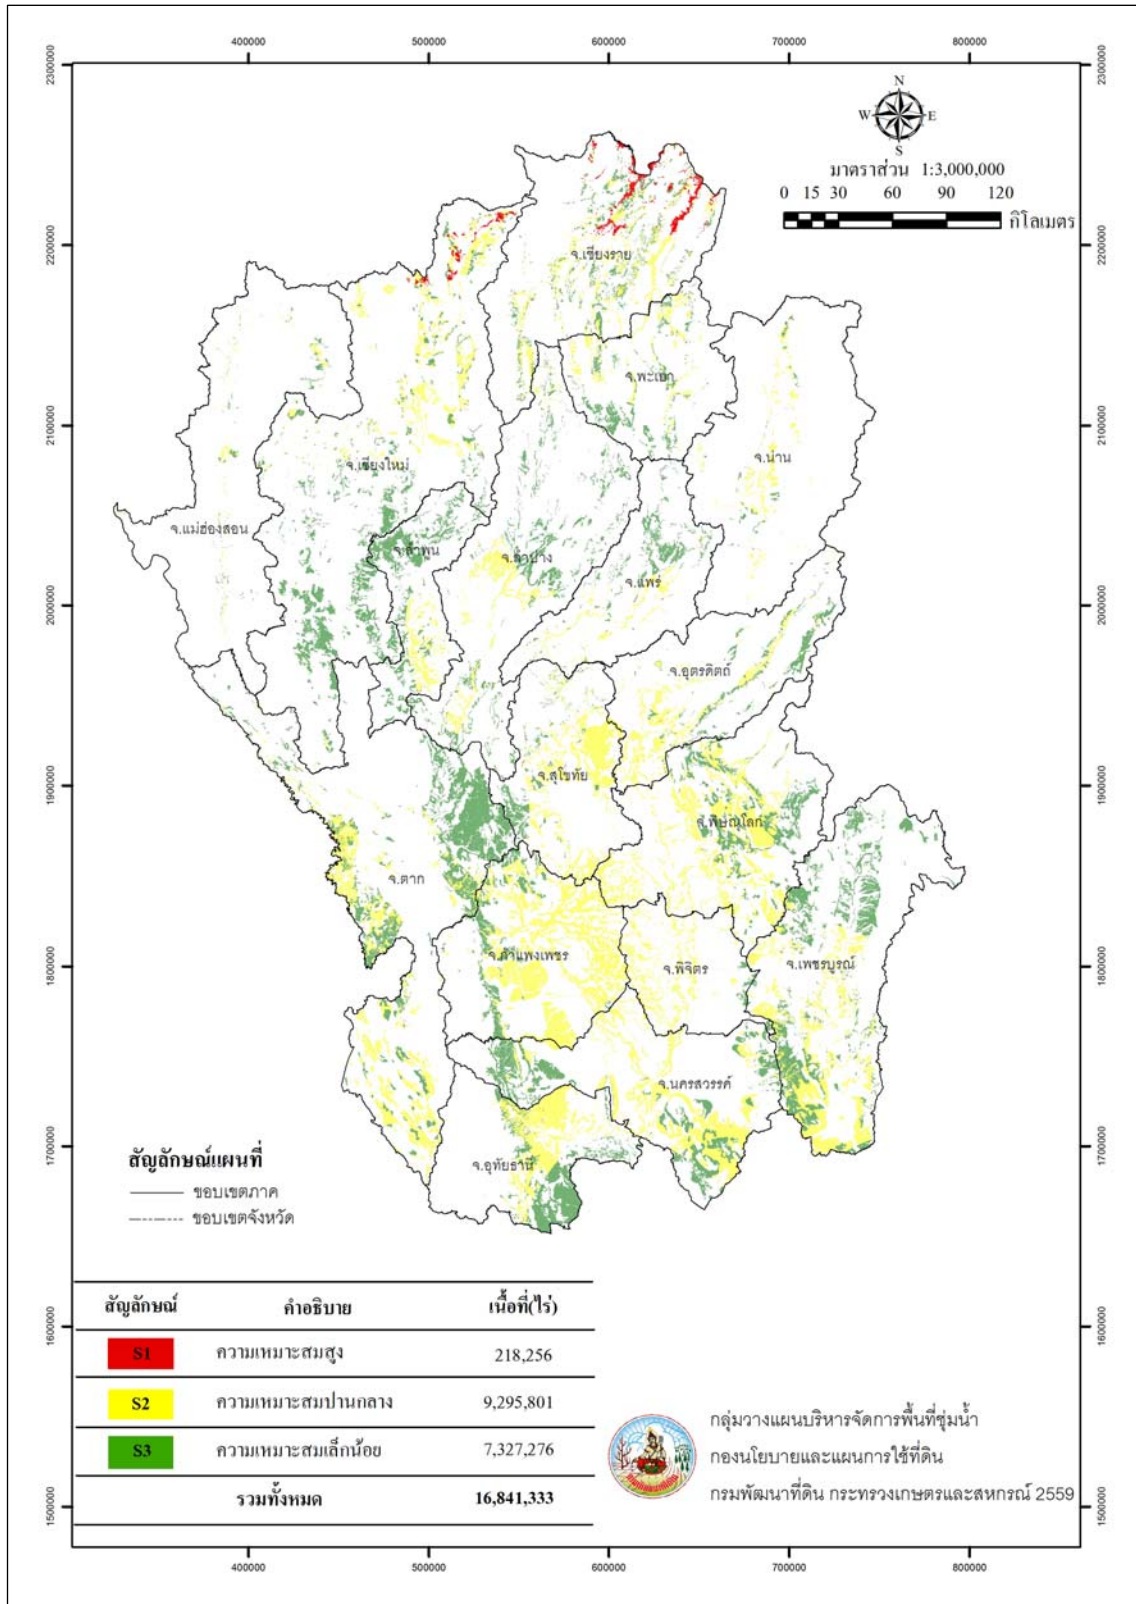 400000 500000 600000 700000 800000
2300000 2300000
N
W E
S
มาตราส่วน 1:3,000,000
0 15 30 60 90 120
กิโลเมตร
2200000 2200000
จ.เชียงราย
จ.พะเยา
2100000 2100000
จ.น่าน
จ.เชียงใหม่
จ.แม่ฮ่องสอน
จ.ลำพูน
จ.ลำปาง
จ.แพร่
2000000 2000000
จ.อุตรดิตถ์
1900000 1900000
จ.สุโขทัย
จ.พิษณุโลก
จ.ตาก
จ.กำแพงเพชร
จ.พิจิตร
จ.เพชรบูรณ์
1800000 1800000
จ.นครสวรรค์
1700000 1700000
จ.อุทัยธานี
สัญลักษณ์แผนที่
ขอบเขตภาค
ขอบเขตจังหวัด
สัญลักษณ์ คำอธิบาย เนื้อที่(ไร่)
1600000 1600000
S1 ความเหมาะสมสูง 218,256
S2 ความเหมาะสมปานกลาง 9,295,801
S3 ความเหมาะสมเล็กน้อย 7,327,276
รวมทั้งหมด 16,841,333
กลุ่มวางแผนบริหารจัดการพื้นที่ชุ่มน้ำ
กองนโยบายและแผนการใช้ที่ดิน
กรมพัฒนาที่ดิน กระทรวงเกษตรและสหกรณ์ 2559
1500000 1500000
400000 500000 600000 700000 800000